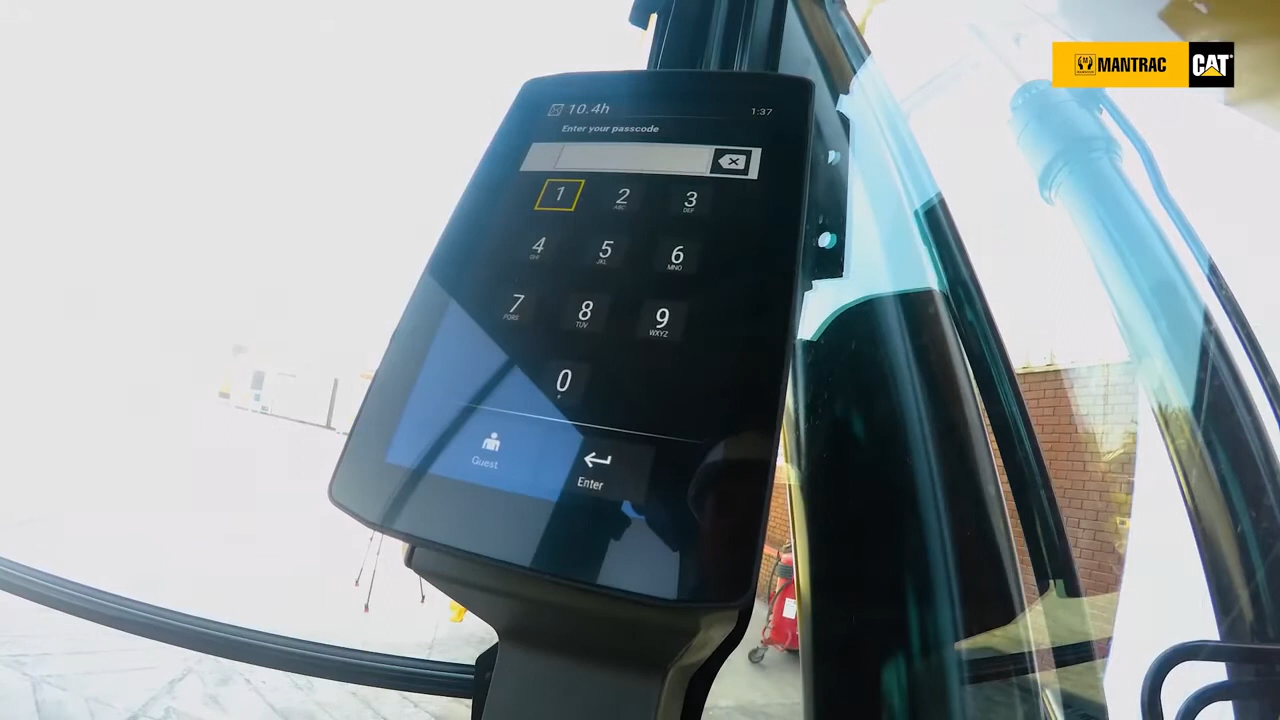 MANTRAC CAT
10.4h 1:37
Enter your passcode
1 2 3
ABC DEF
4 5 6
GHI JKL MNO
7 8 9
PQRS TUV WXYZ
0
Guest Enter